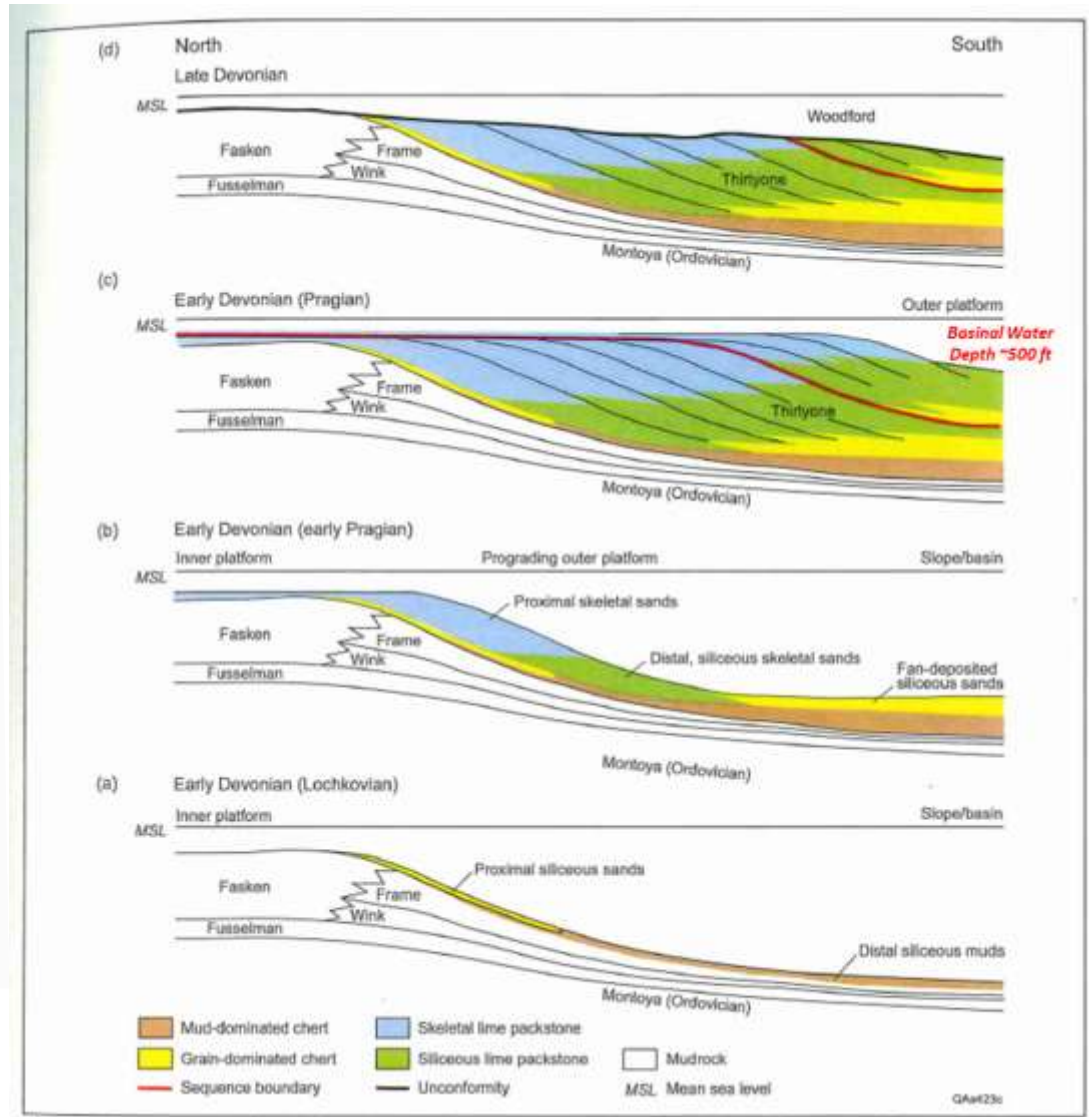 (d) North South
Late Devonian
MSL
Woodford
Fasken
Frame
Wink
Fusselman
Thirtyone
Montoya (Ordovician)
(c)
Early Devonian (Pragian) Outer platform
MSL
Basinal Water
Depth ~500 ft
Fasken
Frame
Wink
Fusselman
Thirtyone
Montoya (Ordovician)
(b) Early Devonian (early Pragian)
Inner platform Prograding outer platform Slope/basin
MSL
Proximal skeletal sands
Fasken
Frame
Wink
Fusselman
Distal, siliceous skeletal sands
Fan-deposited
siliceous sands
Montoya (Ordovician)
(a) Early Devonian (Lochkovian)
Inner platform Slope/basin
MSL
Proximal siliceous sands
Fasken
Frame
Wink
Fusselman
Distal siliceous muds
Montoya (Ordovician)
Mud-dominated chert Skeletal lime packstone
Grain-dominated chert Siliceous lime packstone Mudrock
Sequence boundary Unconformity MSL Mean sea level
QAa423c